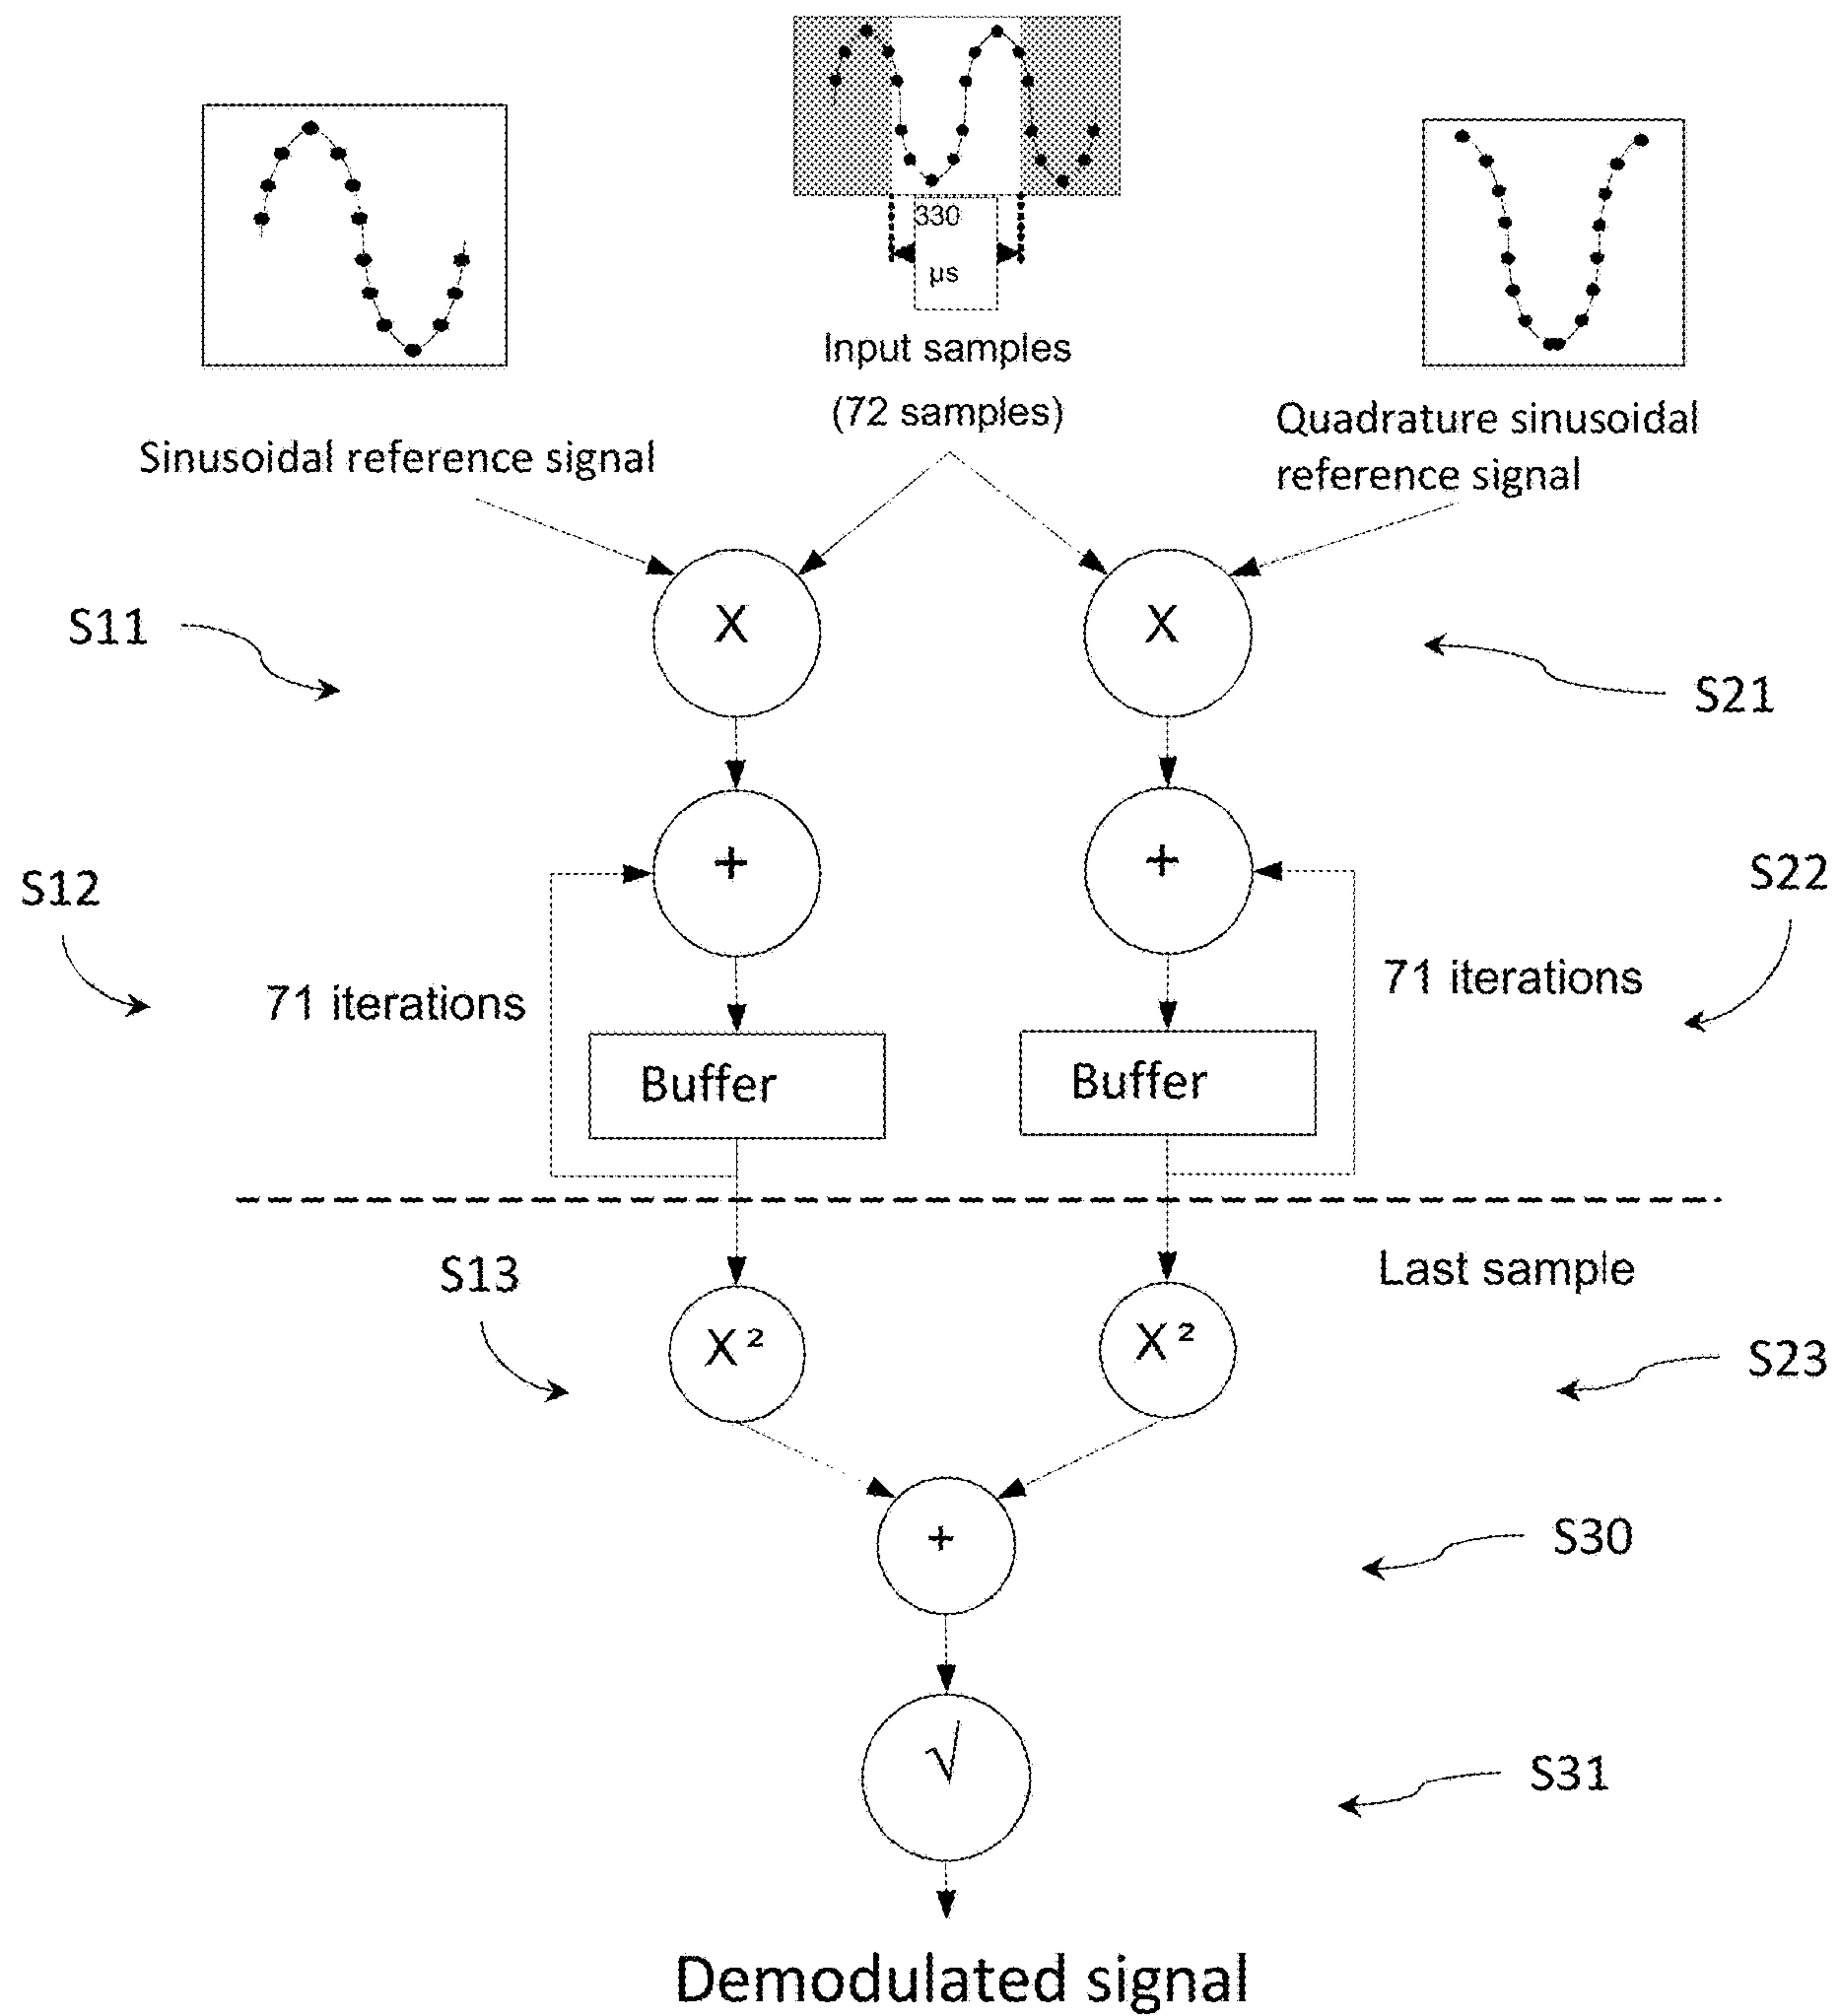 330
µs
Input samples
(72 samples)
Sinusoidal reference signal
Quadrature sinusoidal
reference signal
S11
X
X
S21
S12
+
+
S22
71 iterations
71 iterations
Buffer
Buffer
S13
Last sample
X²
X²
S23
+
S30
√
S31
Demodulated signal